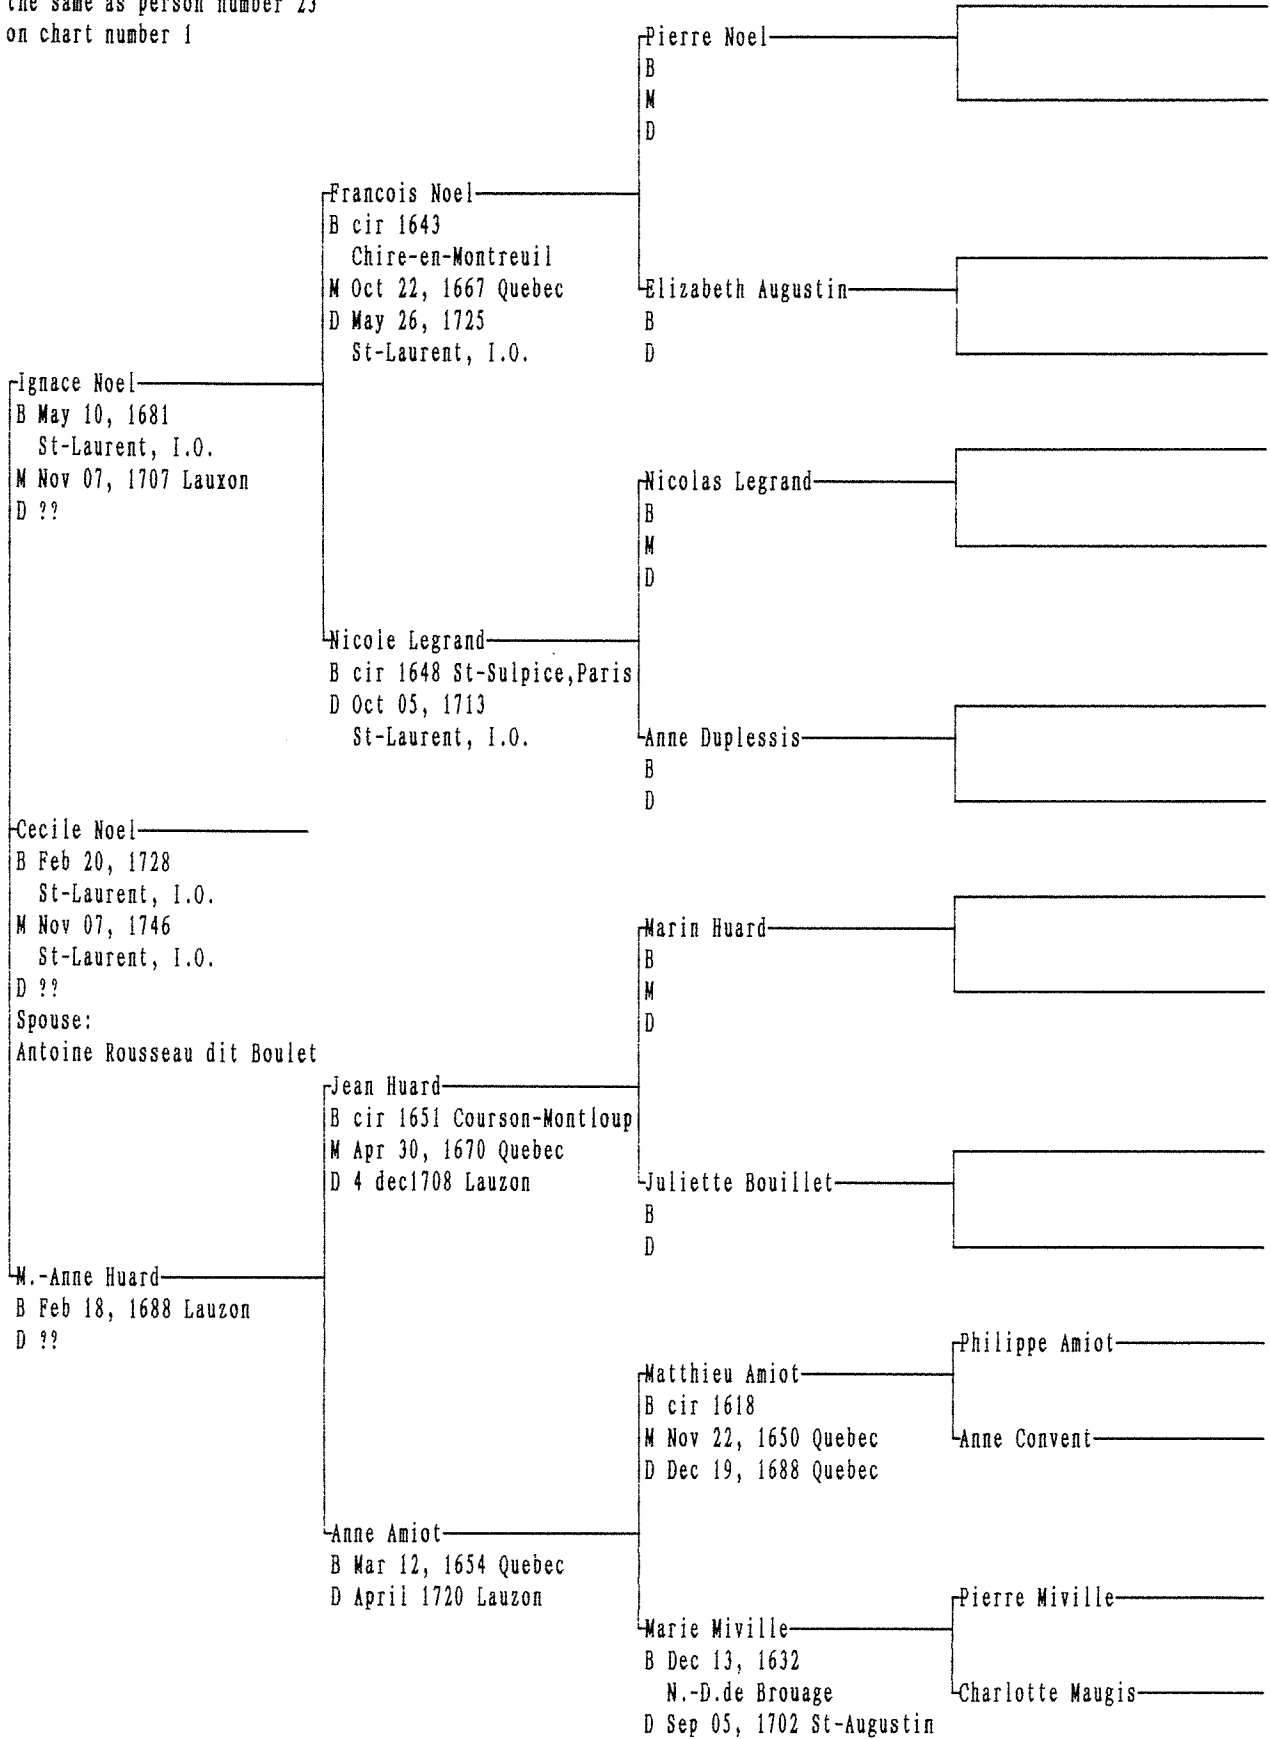 the same as person number 23
on chart number 1
Pierre Noel
B
M
D
Francois Noel
B cir 1643
Chire-en-Montreuil
M Oct 22, 1667 Quebec
D May 26, 1725
St-Laurent, I.O.
Elizabeth Augustin
B
D
Ignace Noel
B May 10, 1681
St-Laurent, I.O.
M Nov 07, 1707 Lauzon
D ??
Nicolas Legrand
B
M
D
Nicole Legrand
B cir 1648 St-Sulpice,Paris
D Oct 05, 1713
St-Laurent, I.O.
Anne Duplessis
B
D
Cecile Noel
B Feb 20, 1728
St-Laurent, I.O.
M Nov 07, 1746
St-Laurent, I.O.
D ??
Spouse:
Antoine Rousseau dit Boulet
Marin Huard
B
M
D
Jean Huard
B cir 1651 Courson-Montloup
M Apr 30, 1670 Quebec
D 4 dec1708 Lauzon
Juliette Bouillet
B
D
M.-Anne Huard
B Feb 18, 1688 Lauzon
D ??
Philippe Amiot
Matthieu Amiot
B cir 1618
M Nov 22, 1650 Quebec
D Dec 19, 1688 Quebec
Anne Convent
Anne Amiot
B Mar 12, 1654 Quebec
D April 1720 Lauzon
Pierre Miville
Marie Miville
B Dec 13, 1632
N.-D.de Brouage
D Sep 05, 1702 St-Augustin
Charlotte Maugis